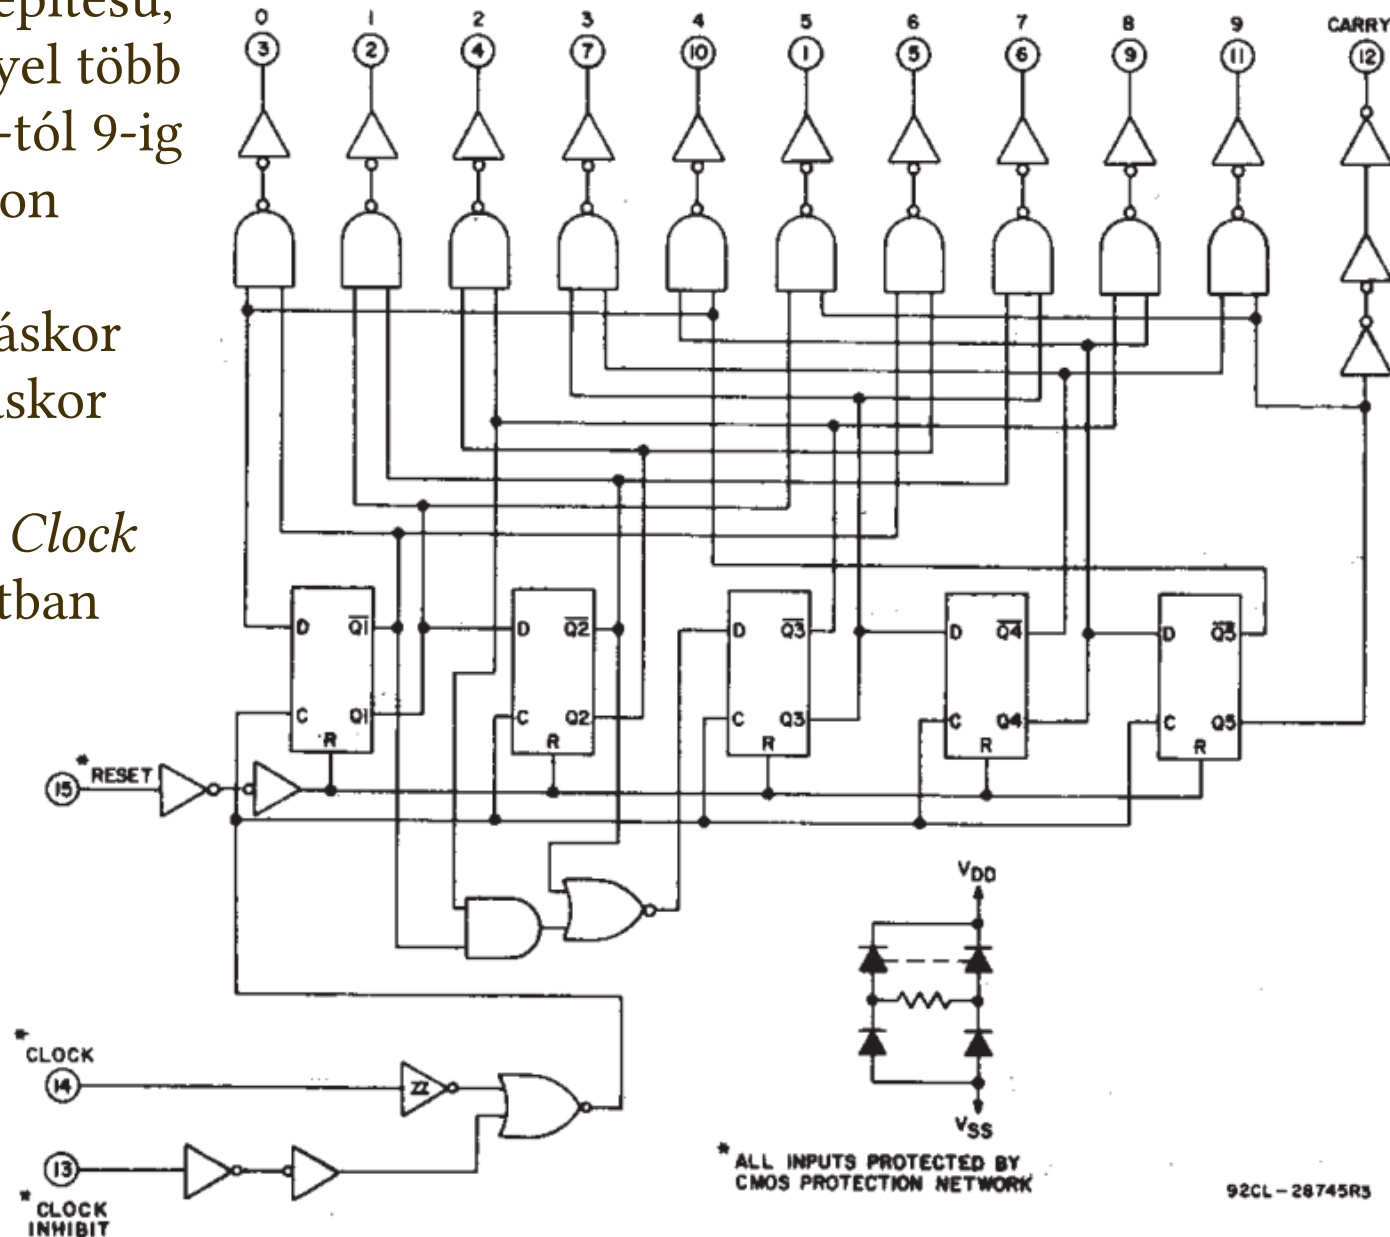 építésű,
yel több
-tól 9-ig
on
áskor
áskor
Clock
tban
0 1 2 3 4 5 6 7 8 9 CARRY
3 2 4 7 10 1 5 6 9 11 12
D Q1 D Q2 D Q3 D Q4 D Q5
C Q1 C Q2 C Q3 C Q4 C Q5
R R R R R
* RESET
15
VDD
* CLOCK
14
VSS
13
* CLOCK
INHIBIT
* ALL INPUTS PROTECTED BY
CMOS PROTECTION NETWORK
92CL-28745R3